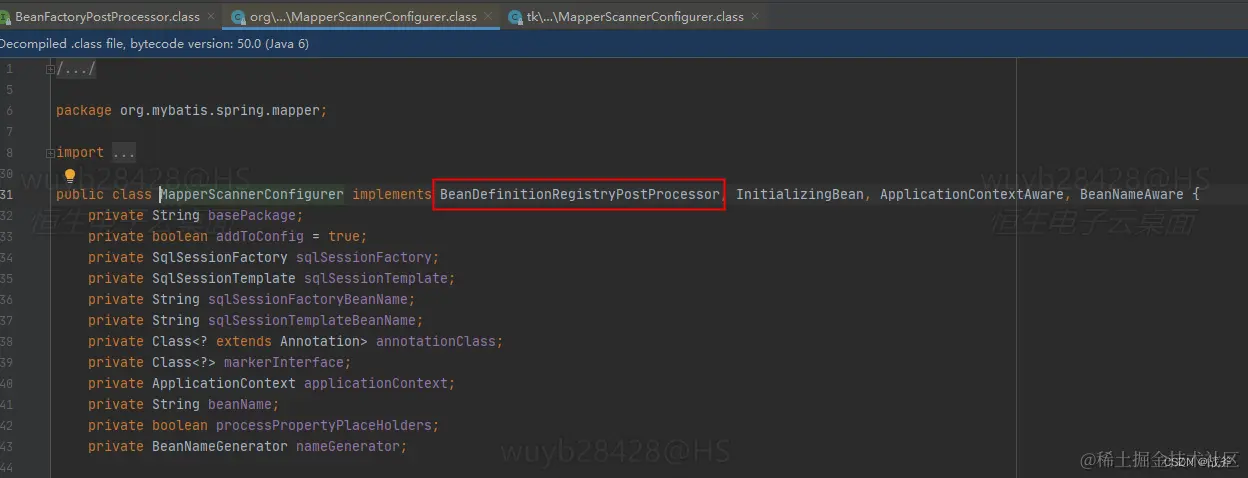 BeanFactoryPostProcessor.class × org\...\MapperScannerConfigurer.class × tk\...\MapperScannerConfigurer.class ×
Decompiled .class file, bytecode version: 50.0 (Java 6)
1 /.../
5
6 package org.mybatis.spring.mapper;
7
8 import ...
30
31 public class MapperScannerConfigurer implements BeanDefinitionRegistryPostProcessor, InitializingBean, ApplicationContextAware, BeanNameAware {
32 private String basePackage;
33 private boolean addToConfig = true;
34 private SqlSessionFactory sqlSessionFactory;
35 private SqlSessionTemplate sqlSessionTemplate;
36 private String sqlSessionFactoryBeanName;
37 private String sqlSessionTemplateBeanName;
38 private Class<? extends Annotation> annotationClass;
39 private Class<?> markerInterface;
40 private ApplicationContext applicationContext;
41 private String beanName;
42 private boolean processPropertyPlaceHolders;
43 private BeanNameGenerator nameGenerator;
44
wuyb28428@HS
恒生电子云桌面
wuyb28428@HS
恒生电子云桌面
wuyb28428@HS
@稀土掘金技术社区
CSDN